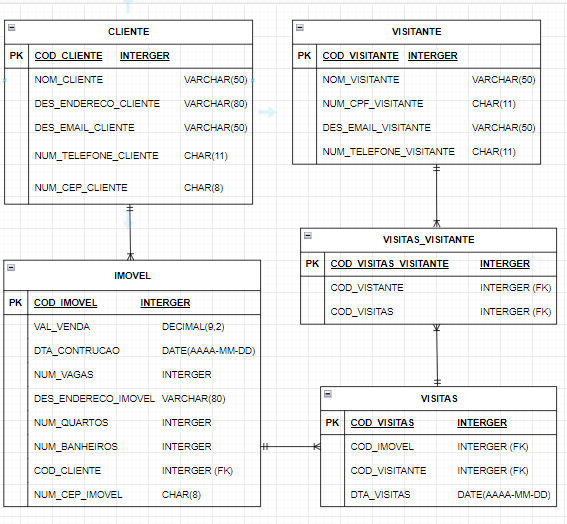 CLIENTE
PK COD_CLIENTE INTERGER
NOM_CLIENTE VARCHAR(50)
DES_ENDERECO_CLIENTE VARCHAR(80)
DES_EMAIL_CLIENTE VARCHAR(50)
NUM_TELEFONE_CLIENTE CHAR(11)
NUM_CEP_CLIENTE CHAR(8)
VISITANTE
PK COD_VISITANTE INTERGER
NOM_VISITANTE VARCHAR(50)
NUM_CPF_VISITANTE CHAR(11)
DES_EMAIL_VISITANTE VARCHAR(50)
NUM_TELEFONE_VISITANTE CHAR(11)
IMOVEL
PK COD_IMOVEL INTERGER
VAL_VENDA DECIMAL(9,2)
DTA_CONTRUCAO DATE(AAAA-MM-DD)
NUM_VAGAS INTERGER
DES_ENDERECO_IMOVEL VARCHAR(80)
NUM_QUARTOS INTERGER
NUM_BANHEIROS INTERGER
COD_CLIENTE INTERGER (FK)
NUM_CEP_IMOVEL CHAR(8)
VISITAS_VISITANTE
PK COD_VISITAS_VISITANTE INTERGER
COD_VISTANTE INTERGER (FK)
COD_VISITAS INTERGER (FK)
VISITAS
PK COD_VISITAS INTERGER
COD_IMOVEL INTERGER (FK)
COD_VISITANTE INTERGER (FK)
DTA_VISITAS DATE(AAAA-MM-DD)